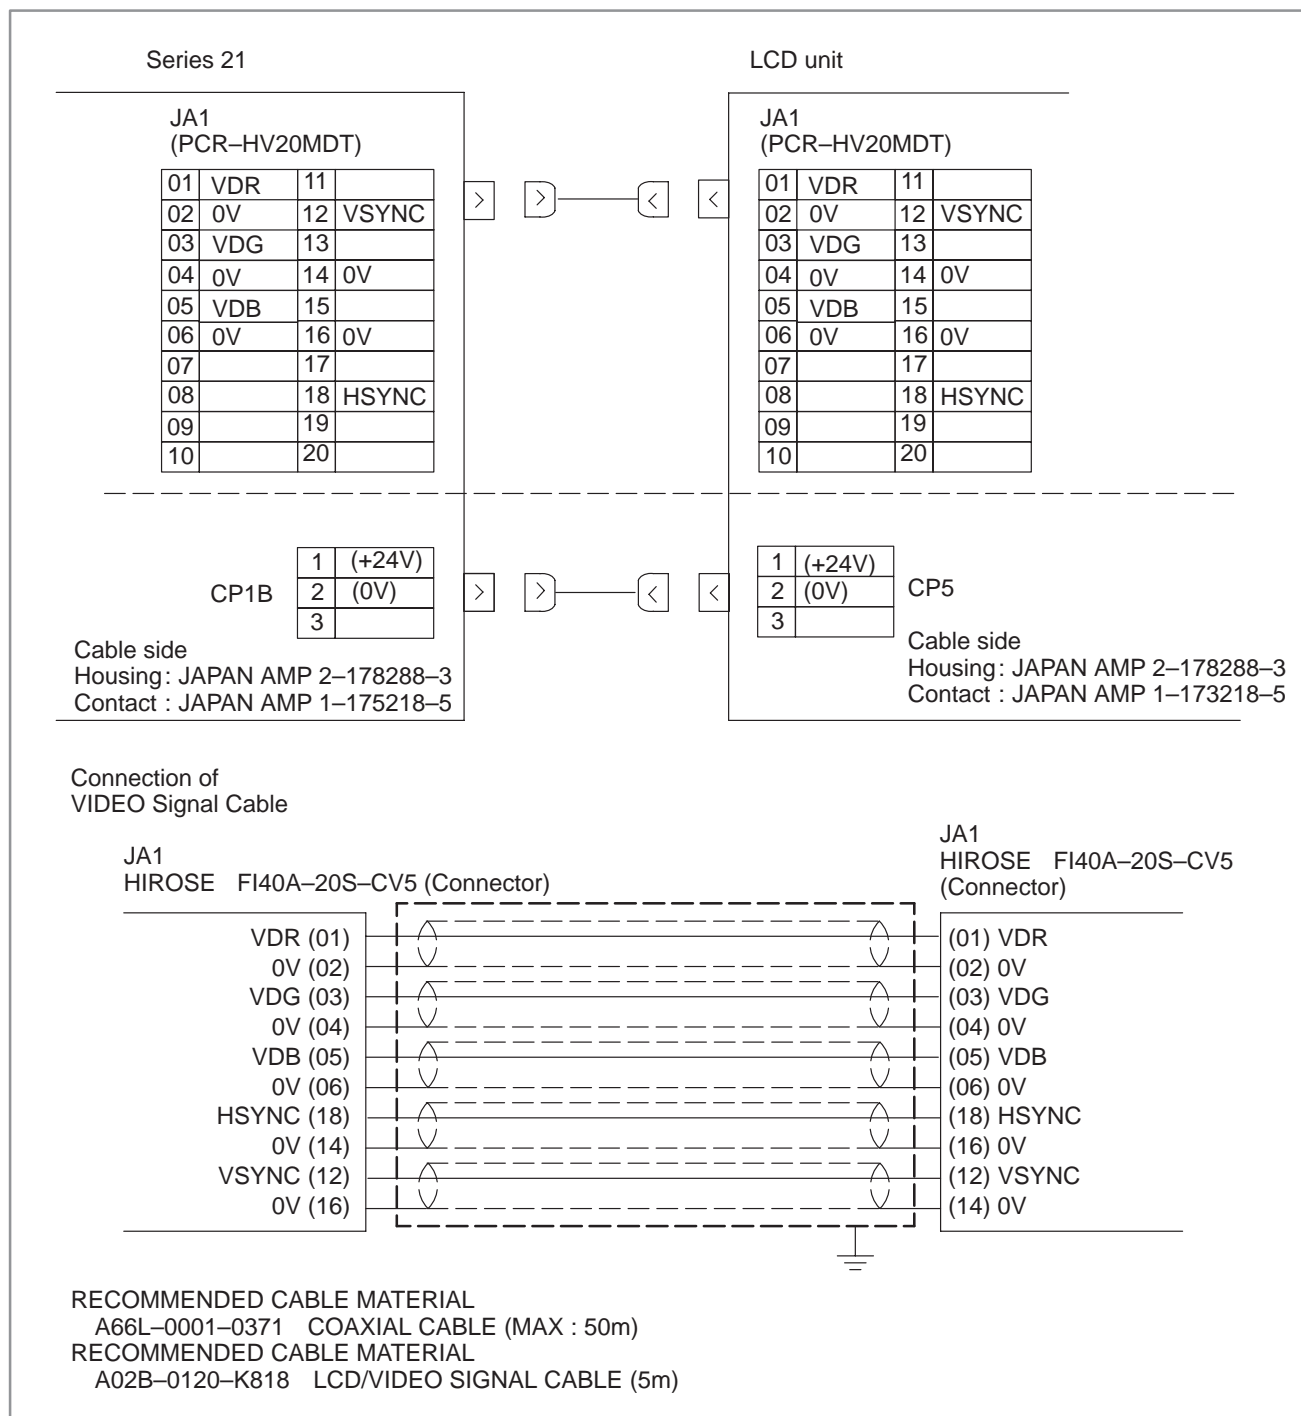 Series 21
LCD unit
JA1
(PCR–HV20MDT)
01 VDR 11
02 0V 12 VSYNC
03 VDG 13
04 0V 14 0V
05 VDB 15
06 0V 16 0V
07 17
08 18 HSYNC
09 19
10 20
JA1
(PCR–HV20MDT)
01 VDR 11
02 0V 12 VSYNC
03 VDG 13
04 0V 14 0V
05 VDB 15
06 0V 16 0V
07 17
08 18 HSYNC
09 19
10 20
CP1B
1 (+24V)
2 (0V)
3
Cable side
Housing : JAPAN AMP 2–178288–3
Contact : JAPAN AMP 1–175218–5
1 (+24V)
2 (0V)
3
CP5
Cable side
Housing : JAPAN AMP 2–178288–3
Contact : JAPAN AMP 1–173218–5
Connection of
VIDEO Signal Cable
JA1
HIROSE FI40A–20S–CV5 (Connector)
JA1
HIROSE FI40A–20S–CV5
(Connector)
VDR (01)
0V (02)
VDG (03)
0V (04)
VDB (05)
0V (06)
HSYNC (18)
0V (14)
VSYNC (12)
0V (16)
(01) VDR
(02) 0V
(03) VDG
(04) 0V
(05) VDB
(06) 0V
(18) HSYNC
(16) 0V
(12) VSYNC
(14) 0V
RECOMMENDED CABLE MATERIAL
A66L–0001–0371 COAXIAL CABLE (MAX : 50m)
RECOMMENDED CABLE MATERIAL
A02B–0120–K818 LCD/VIDEO SIGNAL CABLE (5m)